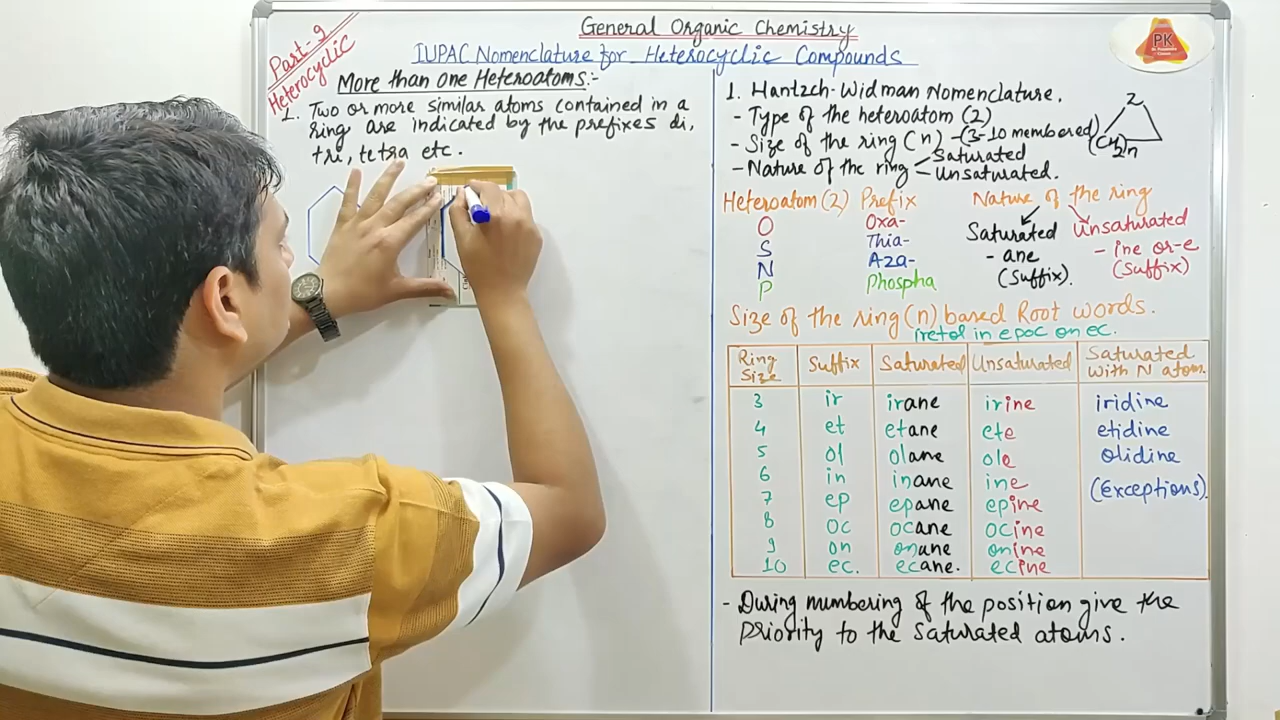 General Organic Chemistry
IUPAC Nomenclature for Heterocyclic Compounds
Part-9
Heterocyclic
More than one Heteroatoms:-
1. Two or more similar atoms contained in a
ring are indicated by the prefixes di,
tri, tetra etc.
1. Hantzch-Widman Nomenclature.
- Type of the heteroatom (Z)
- Size of the ring (n) - (3-10 membered)
- Nature of the ring - Saturated
- Unsaturated.
Z
(CH2)n
Heteroatom (Z) Prefix
O Oxa-
S Thia-
N Aza-
P Phospha
Nature of the ring
Saturated
- ane
(Suffix).
Unsaturated
- ine or -e
(Suffix)
Size of the ring (n) based Root words.
iretol in epoc on ec.
Ring Size Suffix Saturated Unsaturated Saturated with N atom.
3 ir irane irine iridine
4 et etane ete etidine
5 ol olane ole olidine
6 in inane ine (exceptions).
7 ep epane epine
8 oc ocane ocine
9 on onane onine
10 ec. ecane. ecine
- During numbering of the position give the
priority to the saturated atoms.
PK